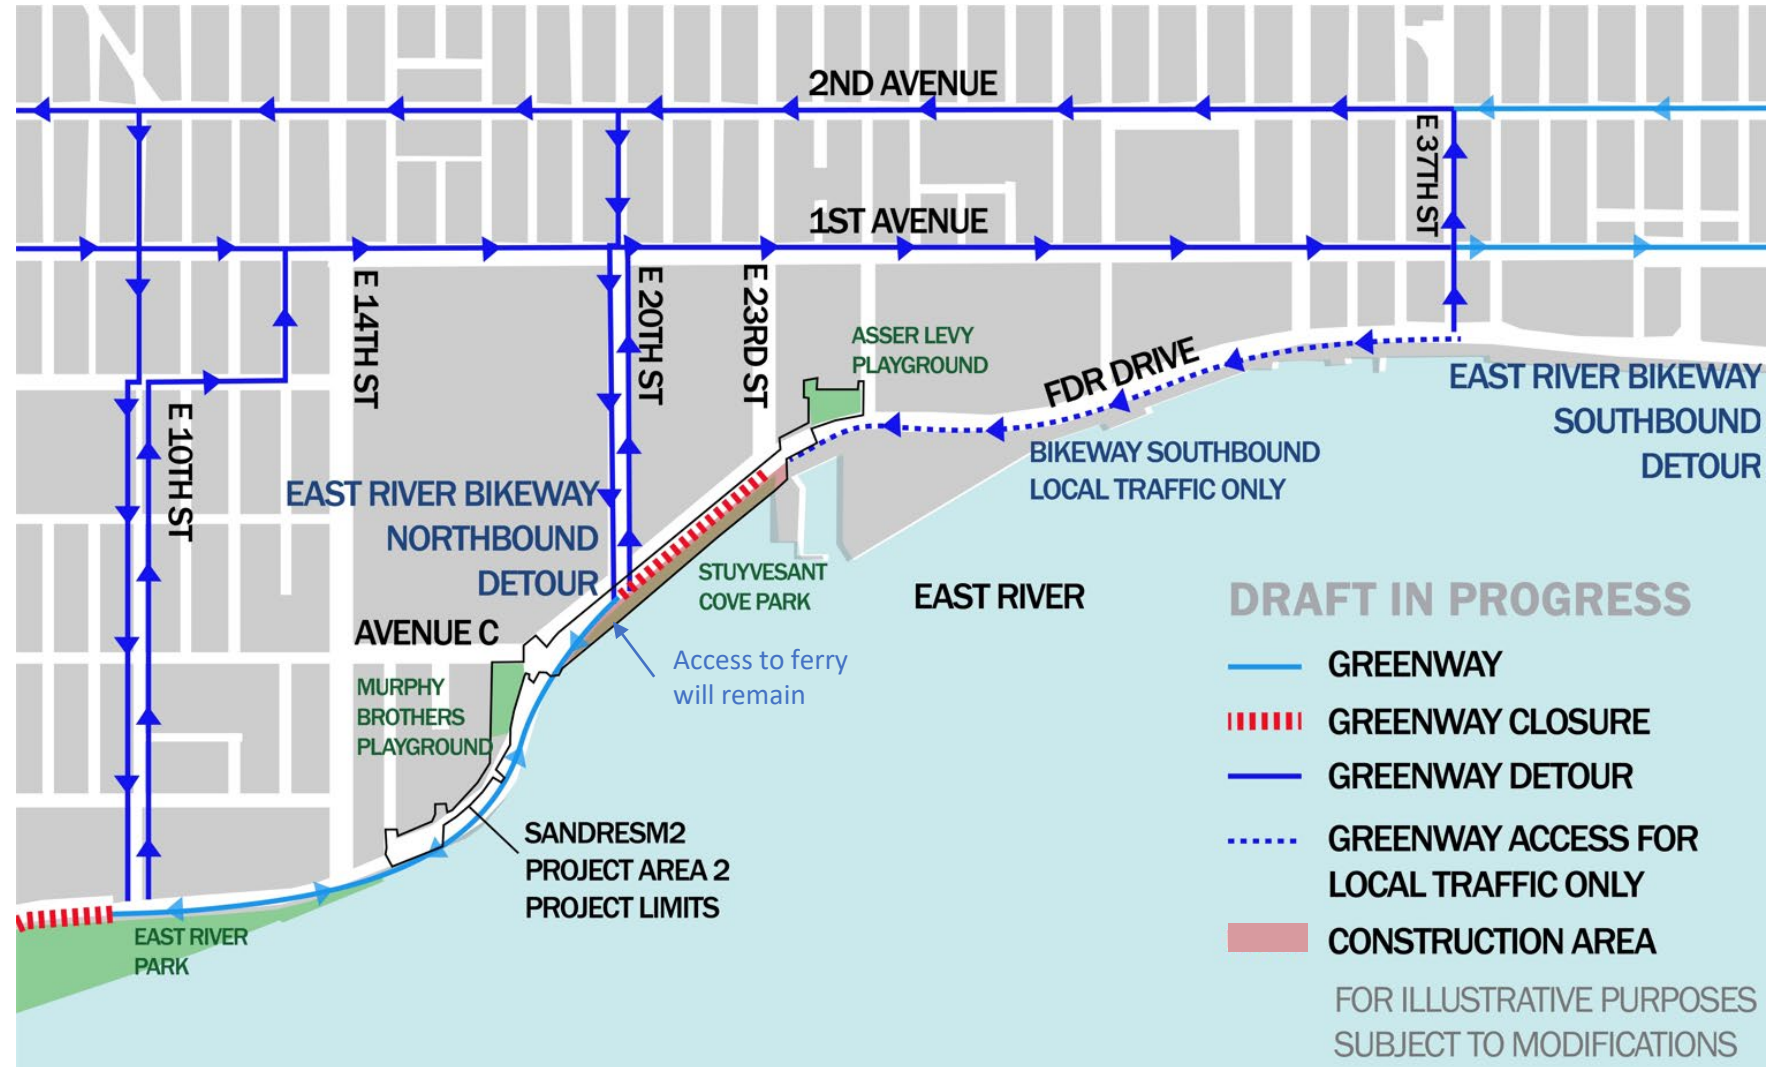 2ND AVENUE
E 37TH ST
1ST AVENUE
E 14TH ST
E 20TH ST
E 23RD ST
ASSER LEVY
PLAYGROUND
FDR DRIVE
EAST RIVER BIKEWAY
SOUTHBOUND
DETOUR
E 10TH ST
BIKEWAY SOUTHBOUND
LOCAL TRAFFIC ONLY
EAST RIVER BIKEWAY
NORTHBOUND
DETOUR
STUYVESANT
COVE PARK
EAST RIVER
AVENUE C
Access to ferry
will remain
MURPHY
BROTHERS
PLAYGROUND
SANDRESM2
PROJECT AREA 2
PROJECT LIMITS
EAST RIVER
PARK
DRAFT IN PROGRESS
GREENWAY
GREENWAY CLOSURE
GREENWAY DETOUR
GREENWAY ACCESS FOR
LOCAL TRAFFIC ONLY
CONSTRUCTION AREA
FOR ILLUSTRATIVE PURPOSES
SUBJECT TO MODIFICATIONS